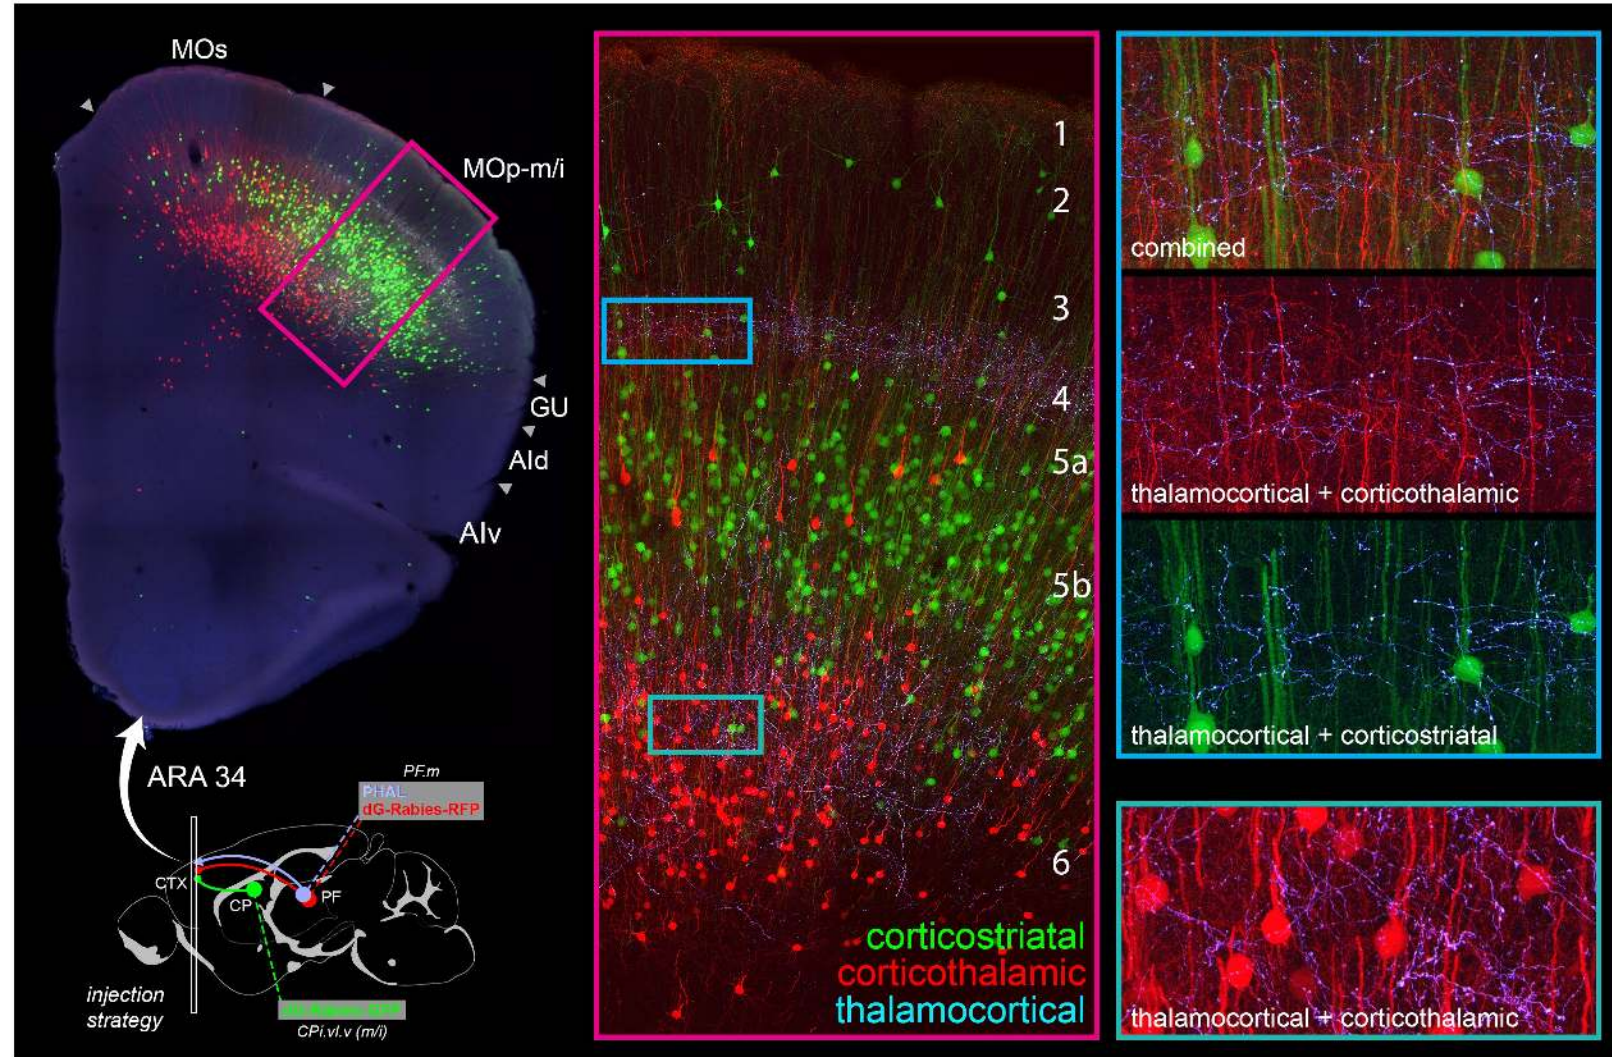 MOs
MOp-m/i
GU
AId
AIv
ARA 34
PF.m
PHAL
dG-Rabies-RFP
CTX
CP
PF
injection
strategy
CPi.vl.v (m/i)
1
2
3
4
5a
5b
6
corticostriatal
corticothalamic
thalamocortical
combined
thalamocortical + corticothalamic
thalamocortical + corticostriatal
thalamocortical + corticothalamic